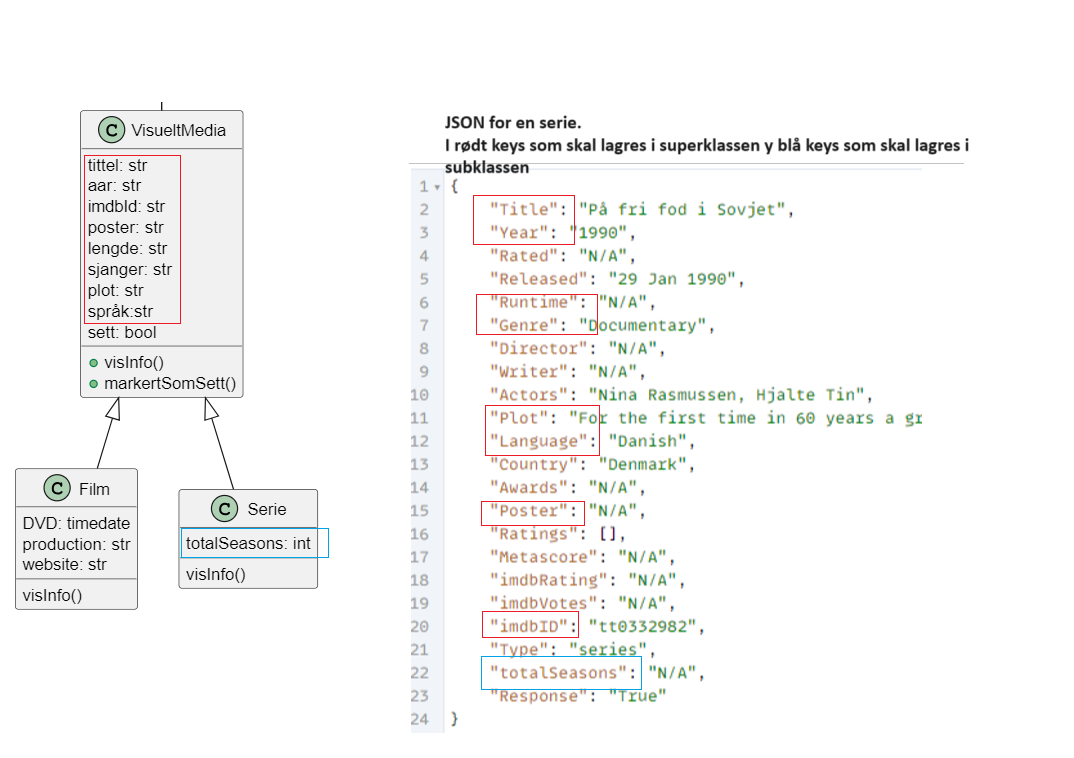 C VisueltMedia
tittel: str
aar: str
imdbId: str
poster: str
lengde: str
sjanger: str
plot: str
språk:str
sett: bool
visInfo()
markertSomSett()
C Film
DVD: timedate
production: str
website: str
visInfo()
C Serie
totalSeasons: int
visInfo()
JSON for en serie.
I rødt keys som skal lagres i superklassen y blå keys som skal lagres i
subklassen
1 {
2 "Title": "På fri fod i Sovjet",
3 "Year": "1990",
4 "Rated": "N/A",
5 "Released": "29 Jan 1990",
6 "Runtime": "N/A",
7 "Genre": "Documentary",
8 "Director": "N/A",
9 "Writer": "N/A",
10 "Actors": "Nina Rasmussen, Hjalte Tin",
11 "Plot": "For the first time in 60 years a gr
12 "Language": "Danish",
13 "Country": "Denmark",
14 "Awards": "N/A",
15 "Poster": "N/A",
16 "Ratings": [],
17 "Metascore": "N/A",
18 "imdbRating": "N/A",
19 "imdbVotes": "N/A",
20 "imdbID": "tt0332982",
21 "Type": "series",
22 "totalSeasons": "N/A",
23 "Response": "True"
24 }